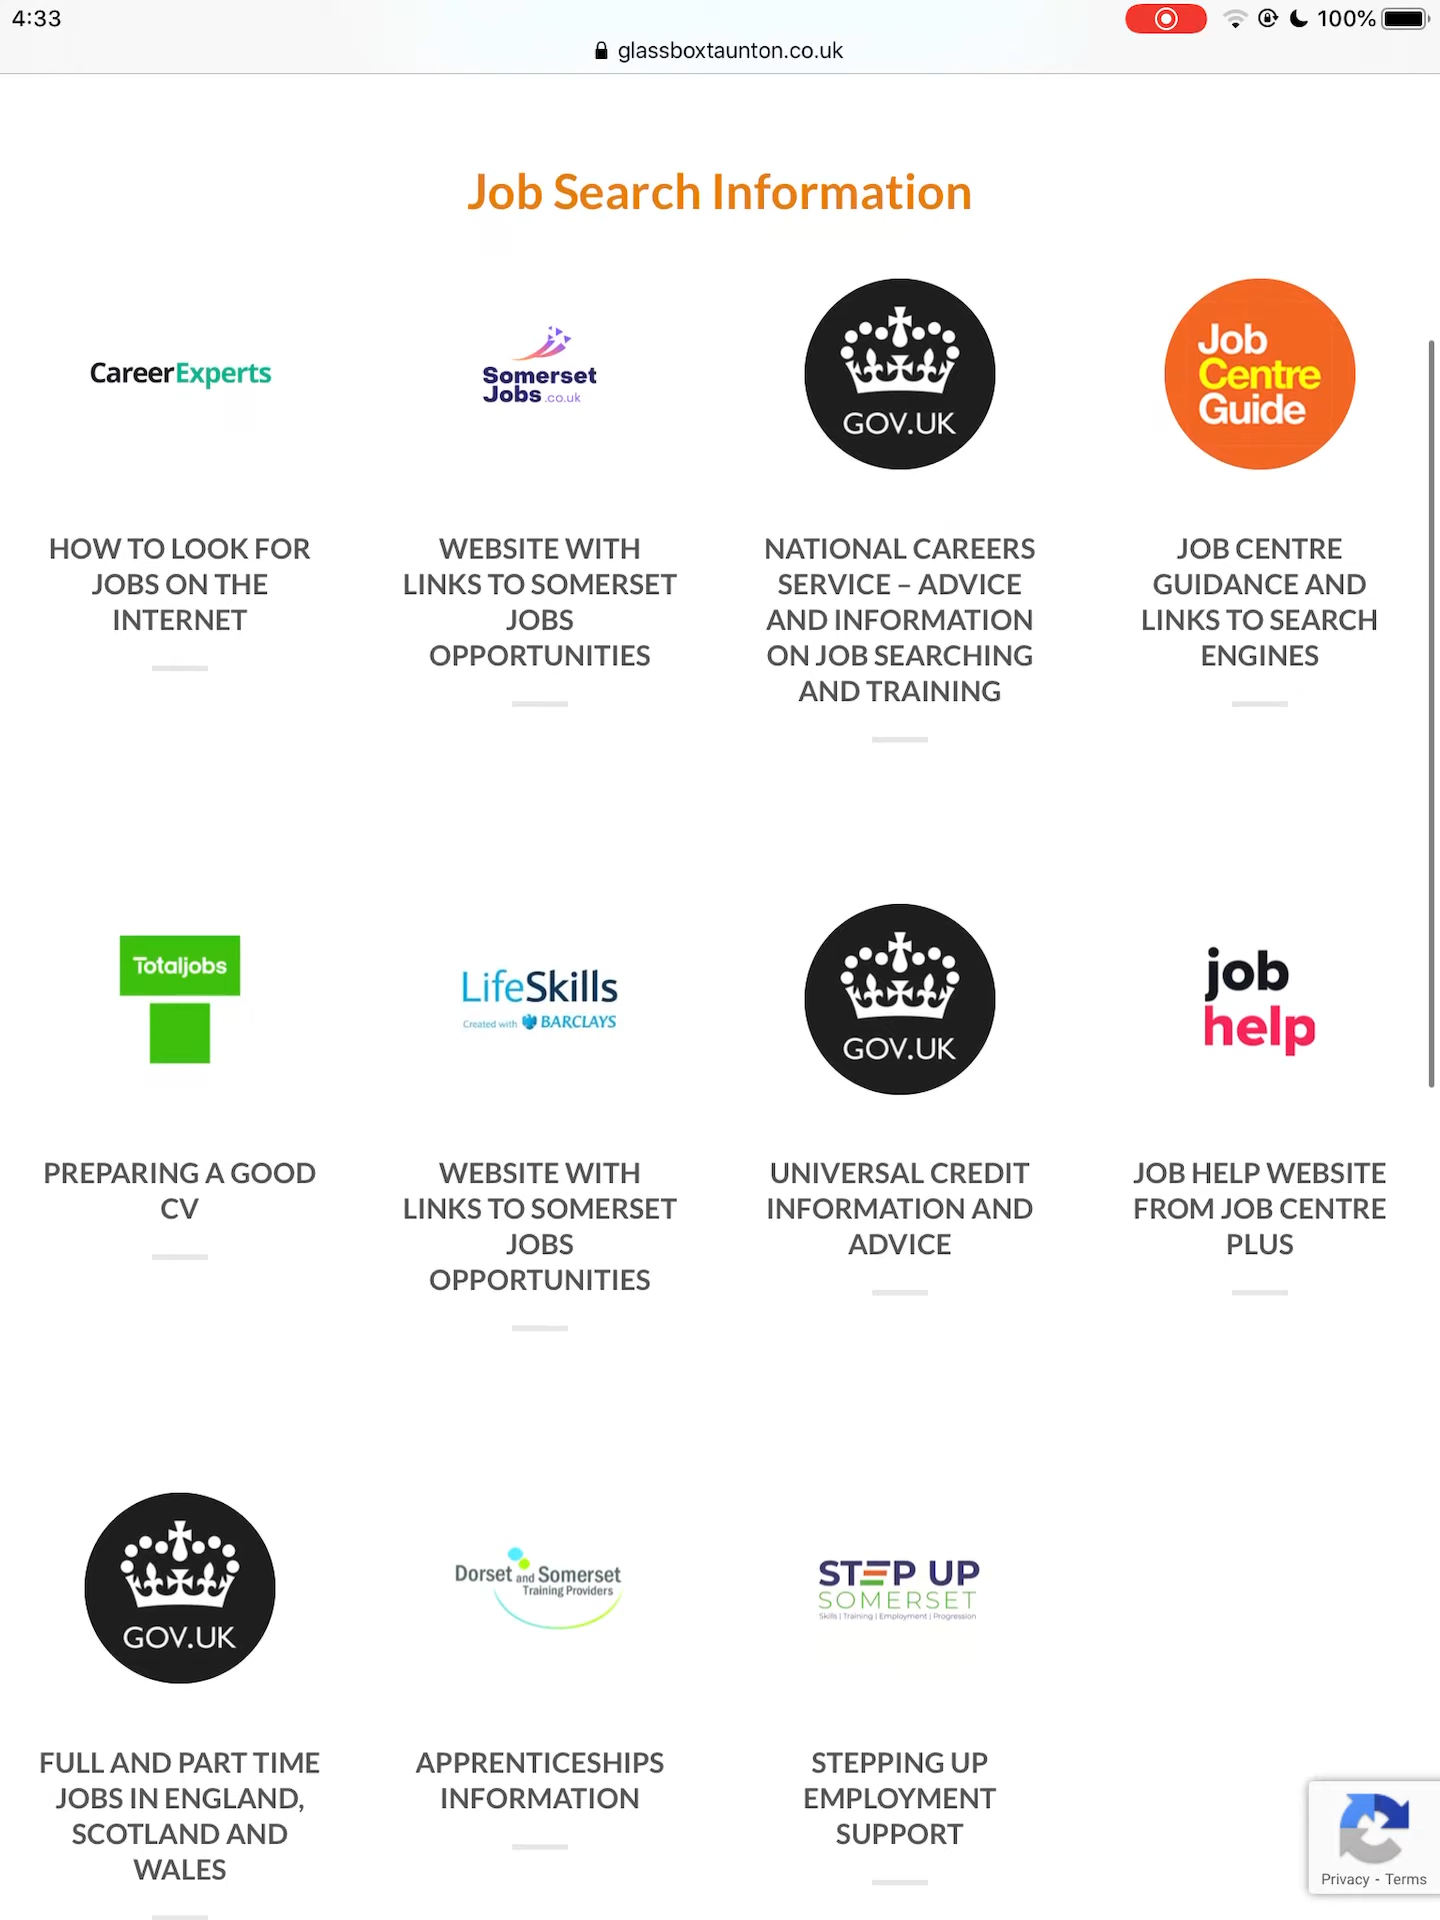 4:33
100%
glassboxtaunton.co.uk
Job Search Information
CareerExperts
Somerset
Jobs.co.uk
GOV.UK
Job
Centre
Guide
HOW TO LOOK FOR
JOBS ON THE
INTERNET
WEBSITE WITH
LINKS TO SOMERSET
JOBS
OPPORTUNITIES
NATIONAL CAREERS
SERVICE – ADVICE
AND INFORMATION
ON JOB SEARCHING
AND TRAINING
JOB CENTRE
GUIDANCE AND
LINKS TO SEARCH
ENGINES
Totaljobs
LifeSkills
Created with BARCLAYS
GOV.UK
job
help
PREPARING A GOOD
CV
WEBSITE WITH
LINKS TO SOMERSET
JOBS
OPPORTUNITIES
UNIVERSAL CREDIT
INFORMATION AND
ADVICE
JOB HELP WEBSITE
FROM JOB CENTRE
PLUS
GOV.UK
Dorset and Somerset
Training Providers
STEP UP
SOMERSET
Skills | Training | Employment | Progression
FULL AND PART TIME
JOBS IN ENGLAND,
SCOTLAND AND
WALES
APPRENTICESHIPS
INFORMATION
STEPPING UP
EMPLOYMENT
SUPPORT
Privacy - Terms